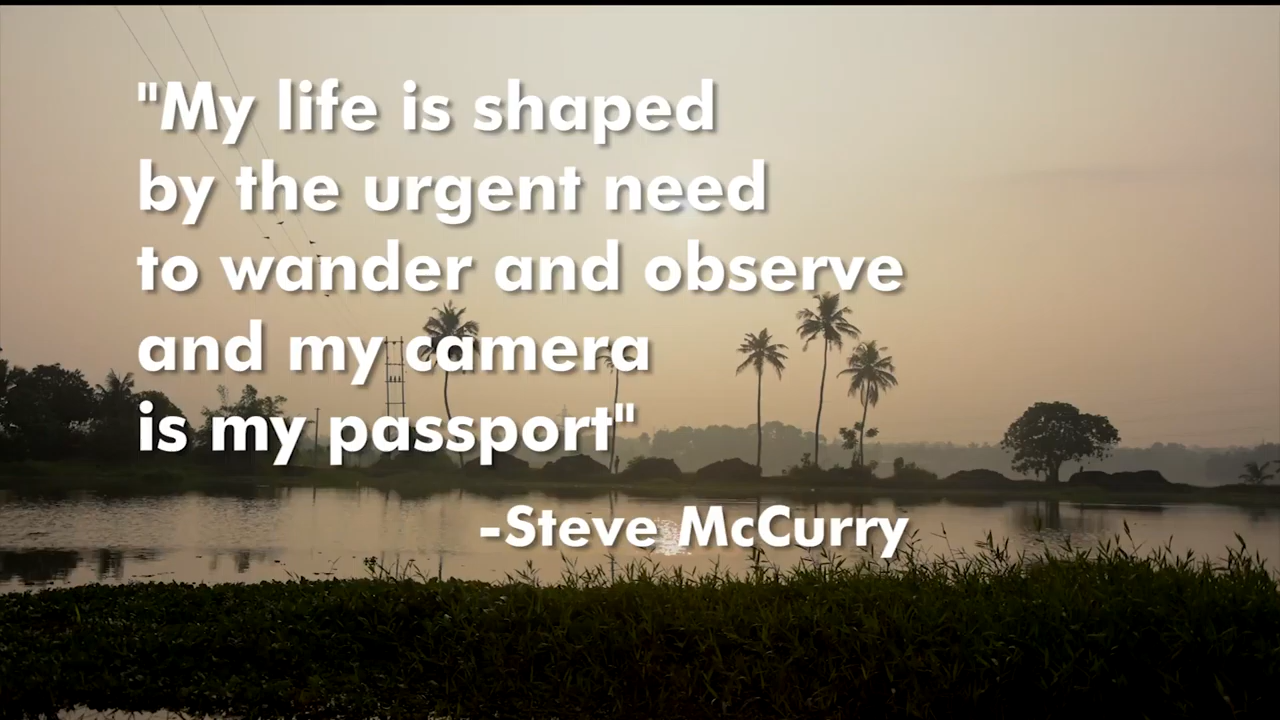 "My life is shaped
by the urgent need
to wander and observe
and my camera
is my passport"
-Steve McCurry